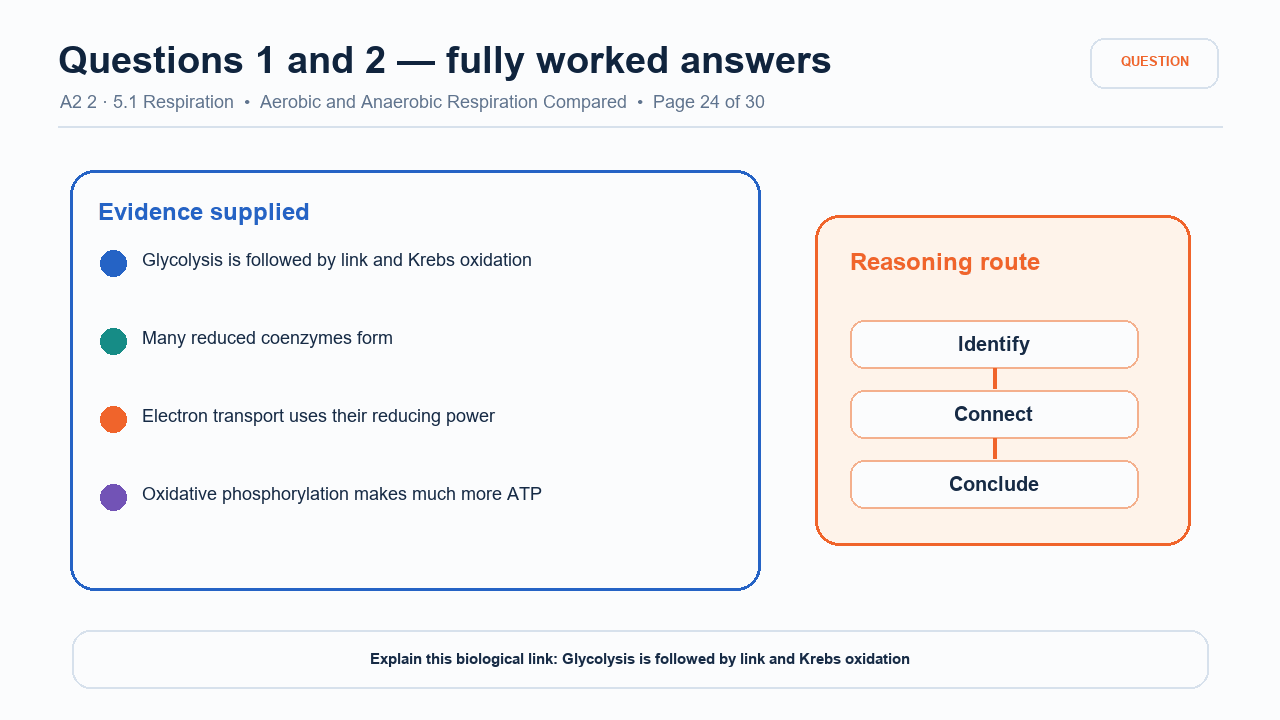 Questions 1 and 2 — fully worked answers
QUESTION
A2 2 · 5.1 Respiration • Aerobic and Anaerobic Respiration Compared • Page 24 of 30
Evidence supplied
Glycolysis is followed by link and Krebs oxidation
Many reduced coenzymes form
Electron transport uses their reducing power
Oxidative phosphorylation makes much more ATP
Reasoning route
Identify
Connect
Conclude
Explain this biological link: Glycolysis is followed by link and Krebs oxidation